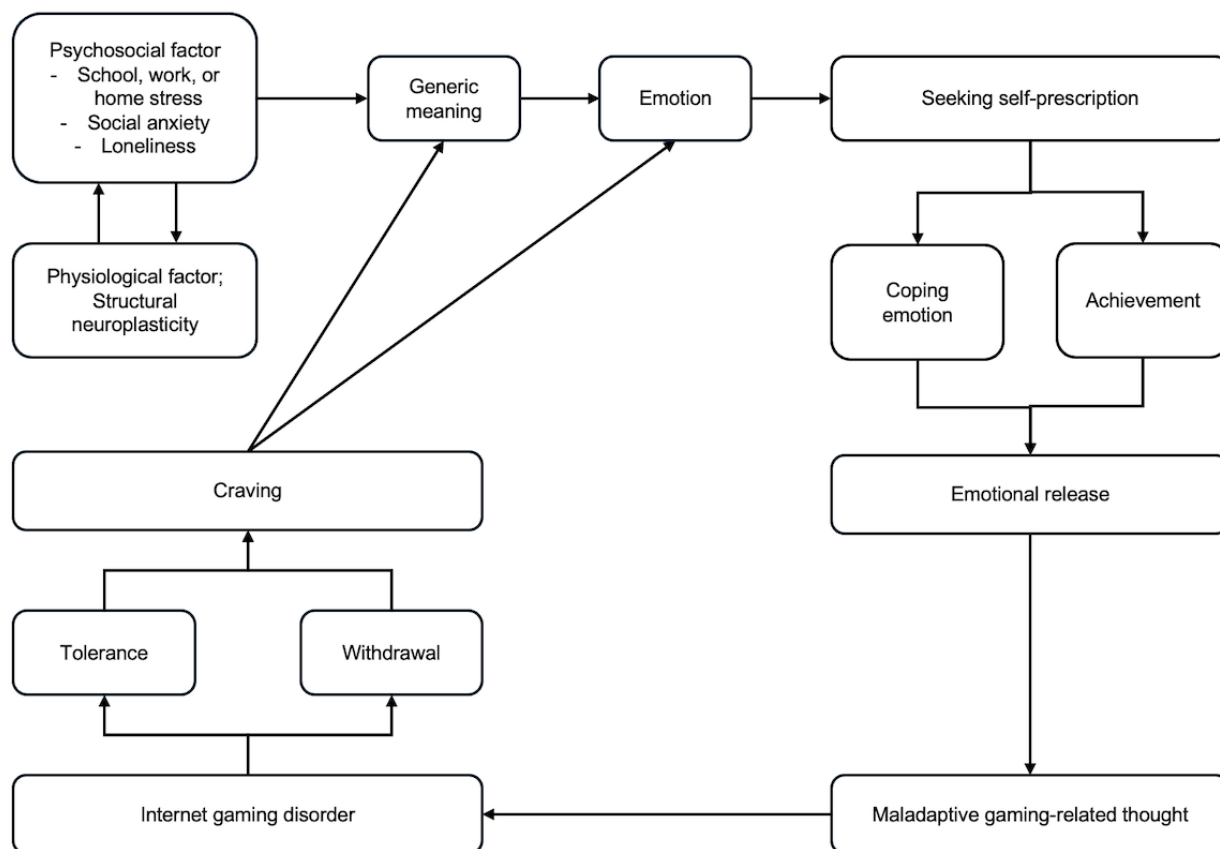 Psychosocial factor
- School, work, or
home stress
- Social anxiety
- Loneliness
Generic
meaning
Emotion
Seeking self-prescription
Physiological factor;
Structural
neuroplasticity
Coping
emotion
Achievement
Craving
Emotional release
Tolerance
Withdrawal
Internet gaming disorder
Maladaptive gaming-related thought